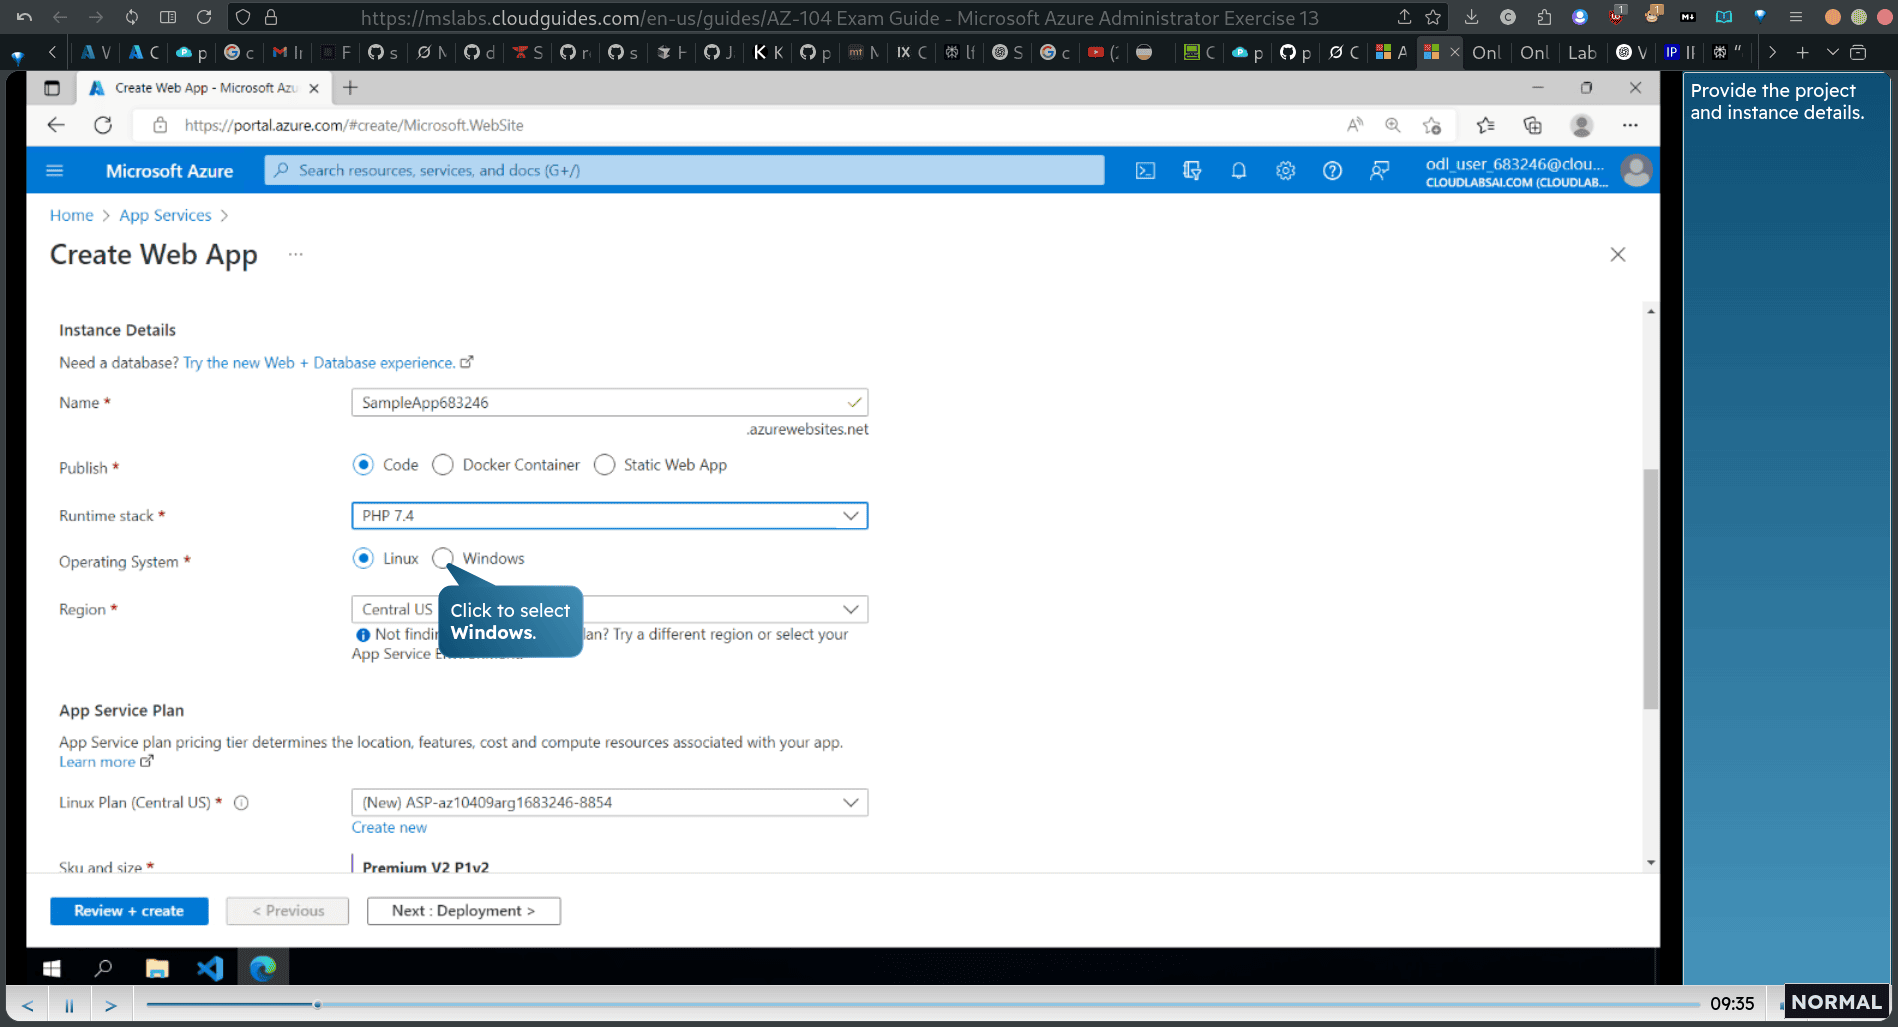 https://mslabs.cloudguides.com/en-us/guides/AZ-104 Exam Guide - Microsoft Azure Administrator Exercise 13
Onl
Onl
Lab
Create Web App - Microsoft Azu
https://portal.azure.com/#create/Microsoft.WebSite
Microsoft Azure
Search resources, services, and docs (G+/)
odl_user_683246@clou...
CLOUDLABSAI.COM (CLOUDLAB...
Home > App Services >
Create Web App ...
Instance Details
Need a database? Try the new Web + Database experience.
Name *
SampleApp683246
.azurewebsites.net
Publish *
Code
Docker Container
Static Web App
Runtime stack *
PHP 7.4
Operating System *
Linux
Windows
Click to select
Windows.
Region *
Central US
Not findin
lan? Try a different region or select your
App Service E
App Service Plan
App Service plan pricing tier determines the location, features, cost and compute resources associated with your app.
Learn more
Linux Plan (Central US) *
(New) ASP-az10409arg1683246-8854
Create new
Sku and size *
Premium V2 P1v2
Review + create
< Previous
Next : Deployment >
Provide the project
and instance details.
< >
09:35
NORMAL